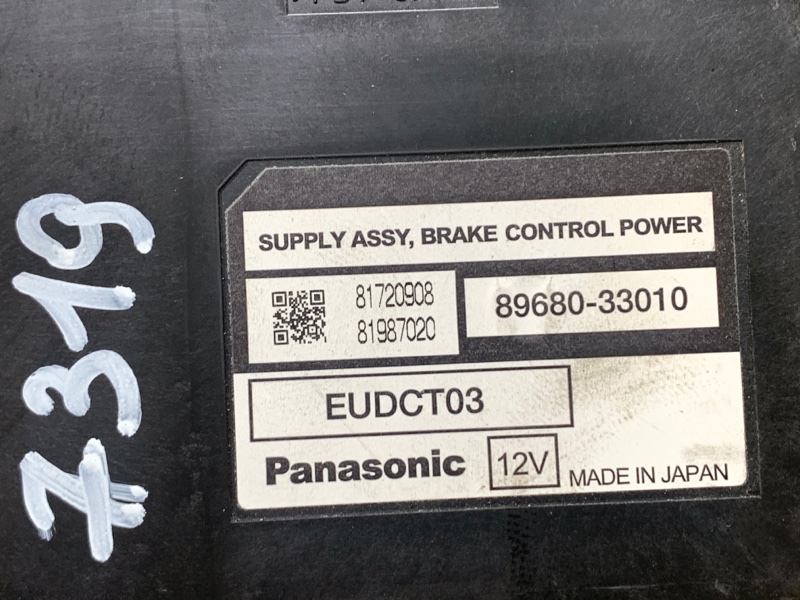 SUPPLY ASSY, BRAKE CONTROL POWER
81720908
81987020
89680-33010
EUDCT03
Panasonic
12V
MADE IN JAPAN
7319